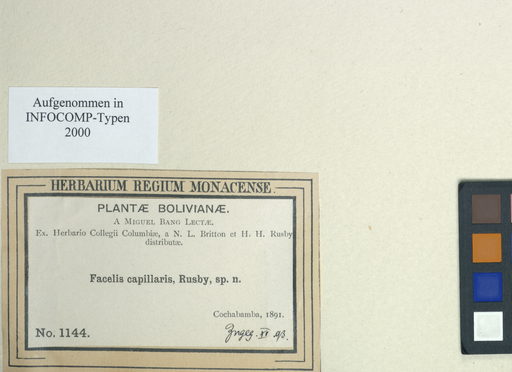 Aufgenommen in
INFOCOMP-Typen
2000
HERBARIUM REGIUM MONACENSE.
PLANTÆ BOLIVIANÆ.
A MIGUEL BANG LECTÆ.
Ex. Herbario Collegii Columbiæ, a N. L. Britton et H. H. Rusby
distributæ.
Facelis capillaris, Rusby, sp. n.
Cochabamba, 1891.
No. 1144.